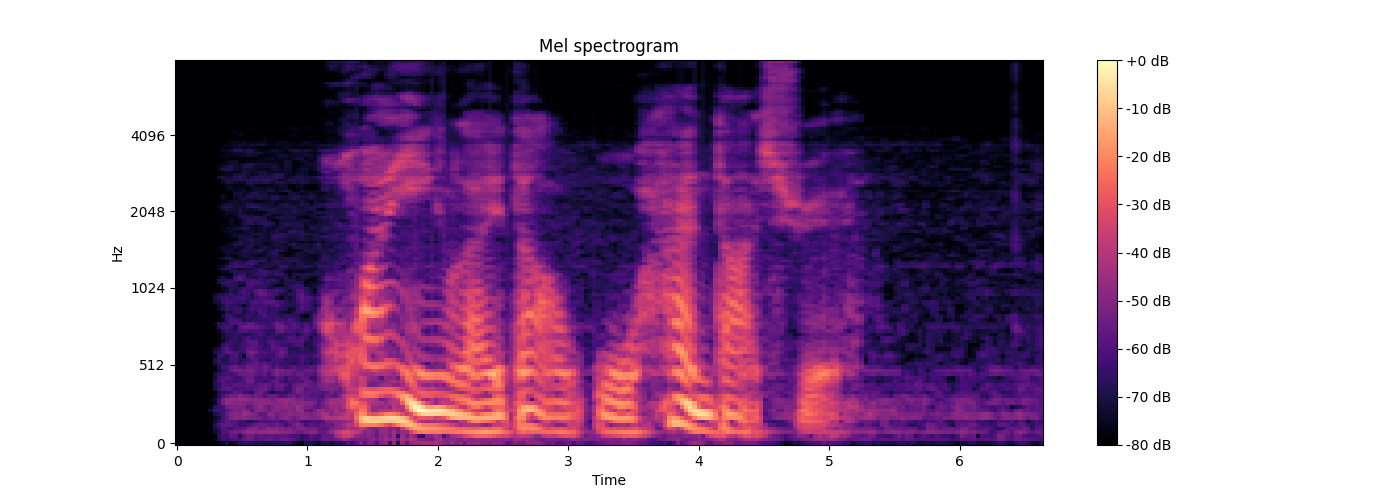 Mel spectrogram
+0 dB
4096
-10 dB
-20 dB
2048
-30 dB
Hz
-40 dB
1024
-50 dB
-60 dB
512
-70 dB
0
-80 dB
0 1 2 3 4 5 6
Time